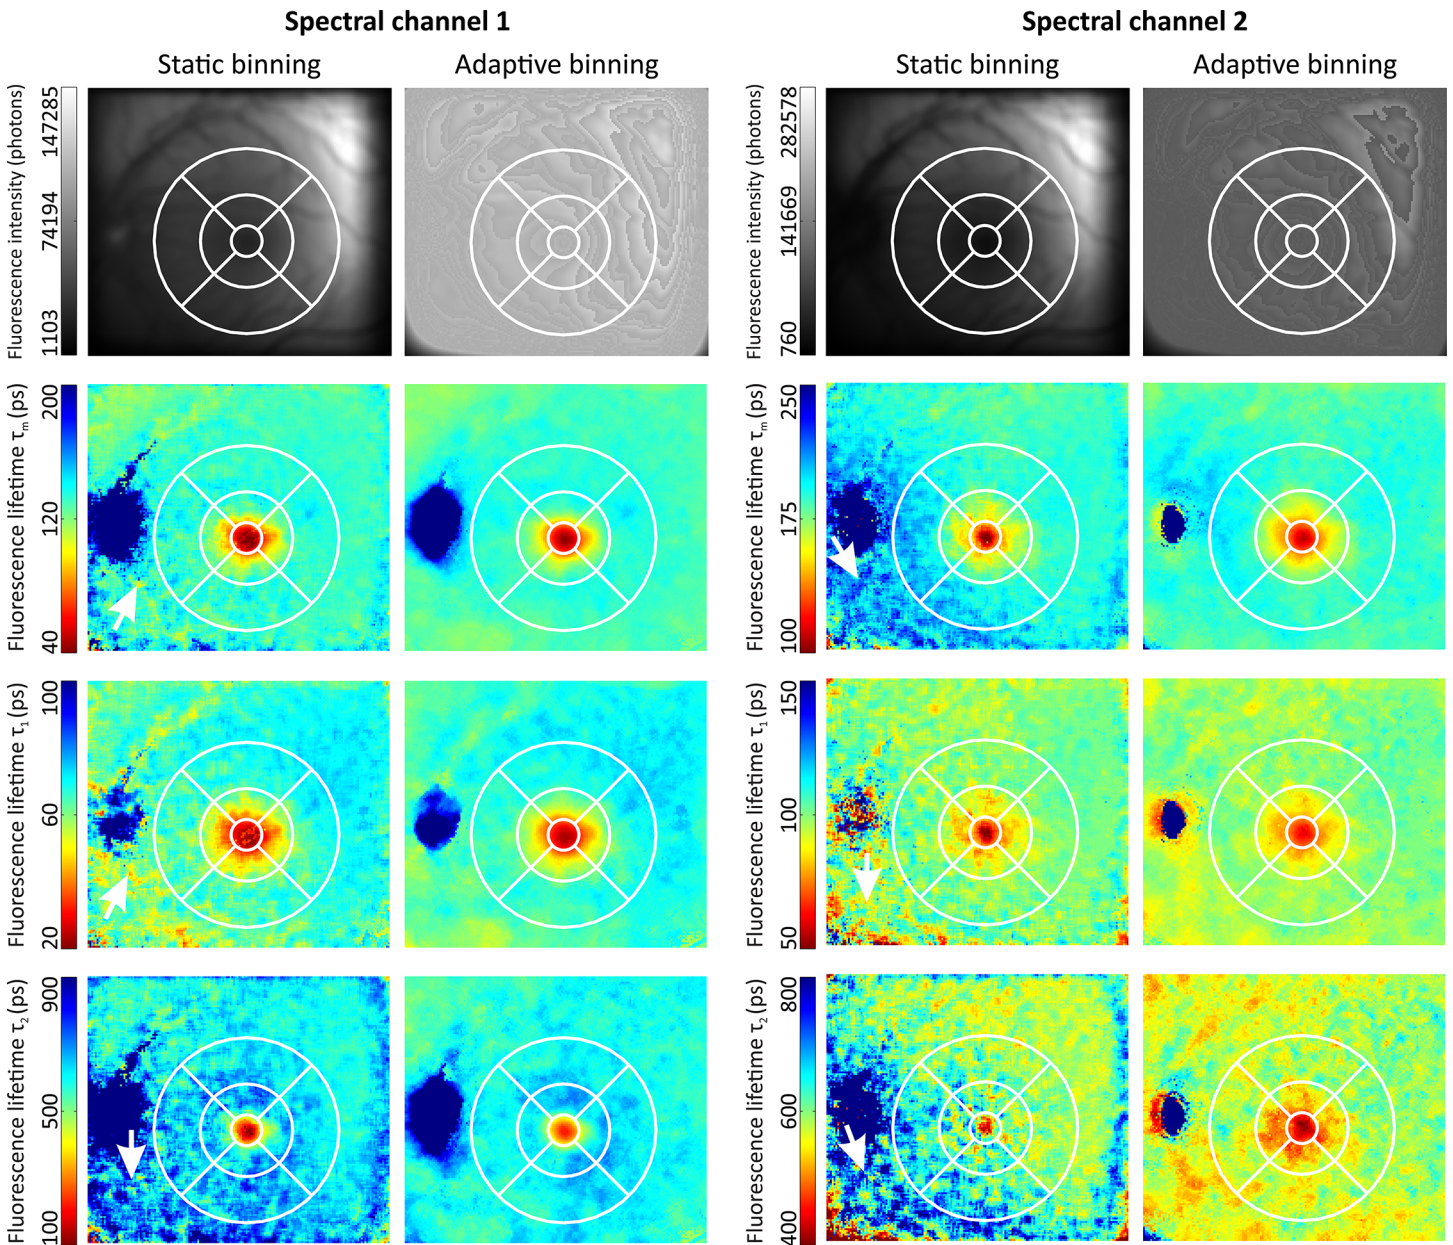 Spectral channel 1
Spectral channel 2
Static binning
Adaptive binning
Static binning
Adaptive binning
Fluorescence intensity (photons)
1103 74194 147285
Fluorescence intensity (photons)
760 141669 282578
Fluorescence lifetime τm (ps)
40 120 200
Fluorescence lifetime τm (ps)
100 175 250
Fluorescence lifetime τ1 (ps)
20 60 100
Fluorescence lifetime τ1 (ps)
50 100 150
Fluorescence lifetime τ2 (ps)
100 500 900
Fluorescence lifetime τ2 (ps)
400 600 800